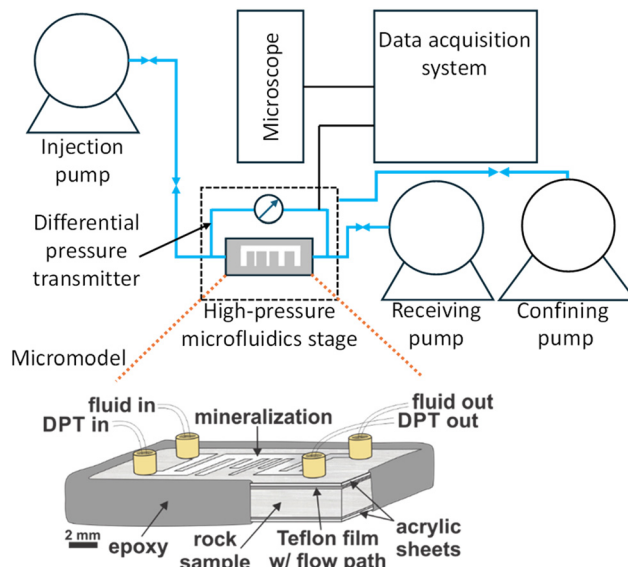 Injection
pump
Microscope
Data acquisition
system
Differential
pressure
transmitter
High-pressure
microfluidics stage
Receiving
pump
Confining
pump
Micromodel
fluid in
DPT in
mineralization
fluid out
DPT out
2 mm
epoxy
rock
sample
Teflon film
w/ flow path
acrylic
sheets